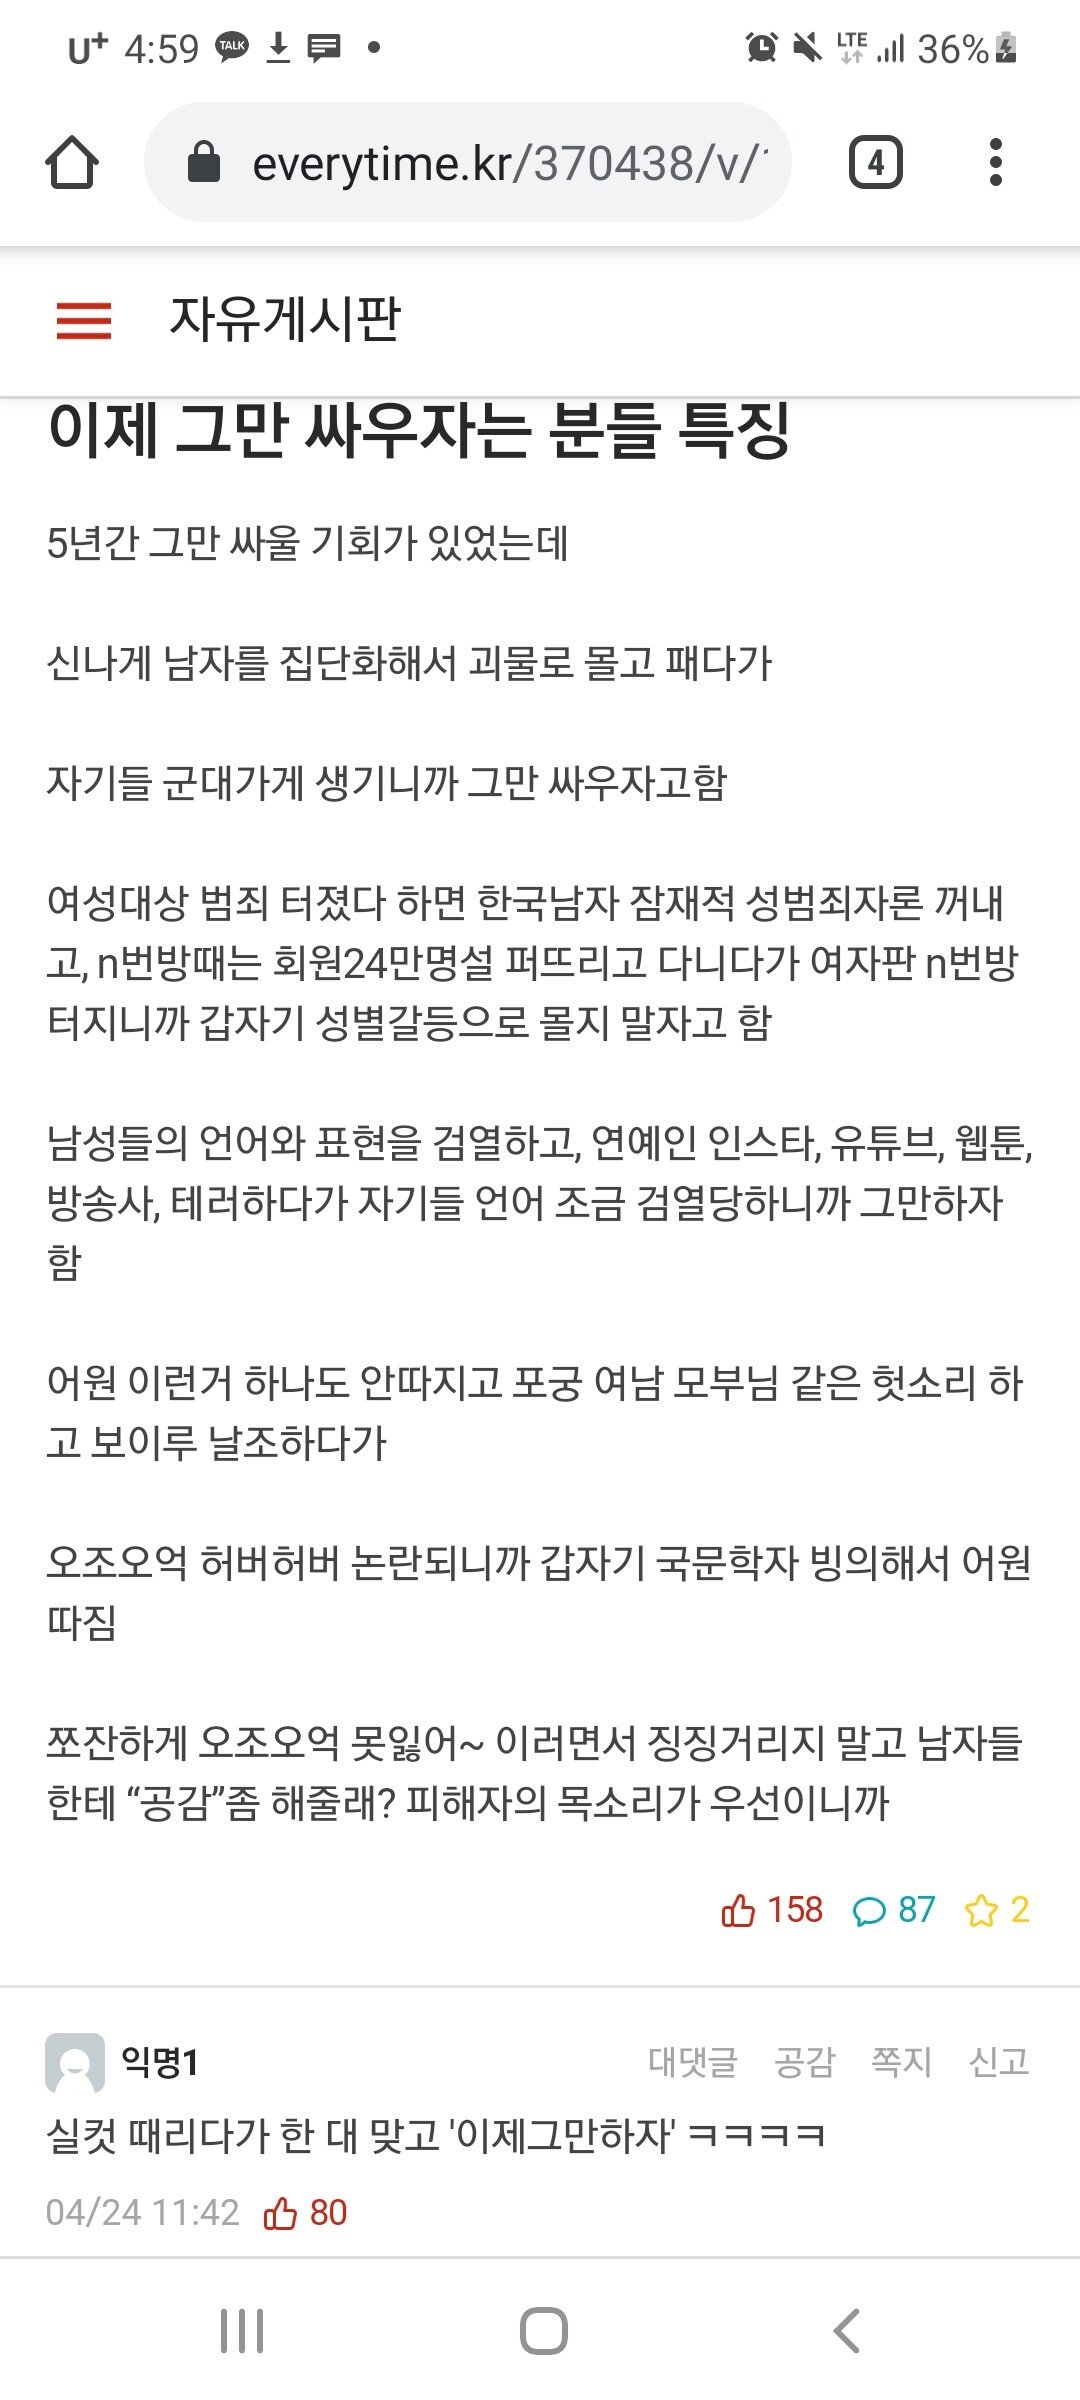 U+ 4:59 TALK LTE 36%
everytime.kr/370438/v/ 4
자유게시판
이제 그만 싸우자는 분들 특징
5년간 그만 싸울 기회가 있었는데
신나게 남자를 집단화해서 괴물로 몰고 패다가
자기들 군대가게 생기니까 그만 싸우자고함
여성대상 범죄 터졌다 하면 한국남자 잠재적 성범죄자론 꺼내
고, n번방때는 회원24만명설 퍼뜨리고 다니다가 여자판 n번방
터지니까 갑자기 성별갈등으로 몰지 말자고 함
남성들의 언어와 표현을 검열하고, 연예인 인스타, 유튜브, 웹툰,
방송사, 테러하다가 자기들 언어 조금 검열당하니까 그만하자
함
어원 이런거 하나도 안따지고 포궁 여남 모부님 같은 헛소리 하
고 보이루 날조하다가
오조오억 허버허버 논란되니까 갑자기 국문학자 빙의해서 어원
따짐
쪼잔하게 오조오억 못잃어~ 이러면서 징징거리지 말고 남자들
한테 “공감”좀 해줄래? 피해자의 목소리가 우선이니까
158 87 2
익명1 대댓글 공감 쪽지 신고
실컷 때리다가 한 대 맞고 '이제그만하자' ㅋㅋㅋㅋ
04/24 11:42 80